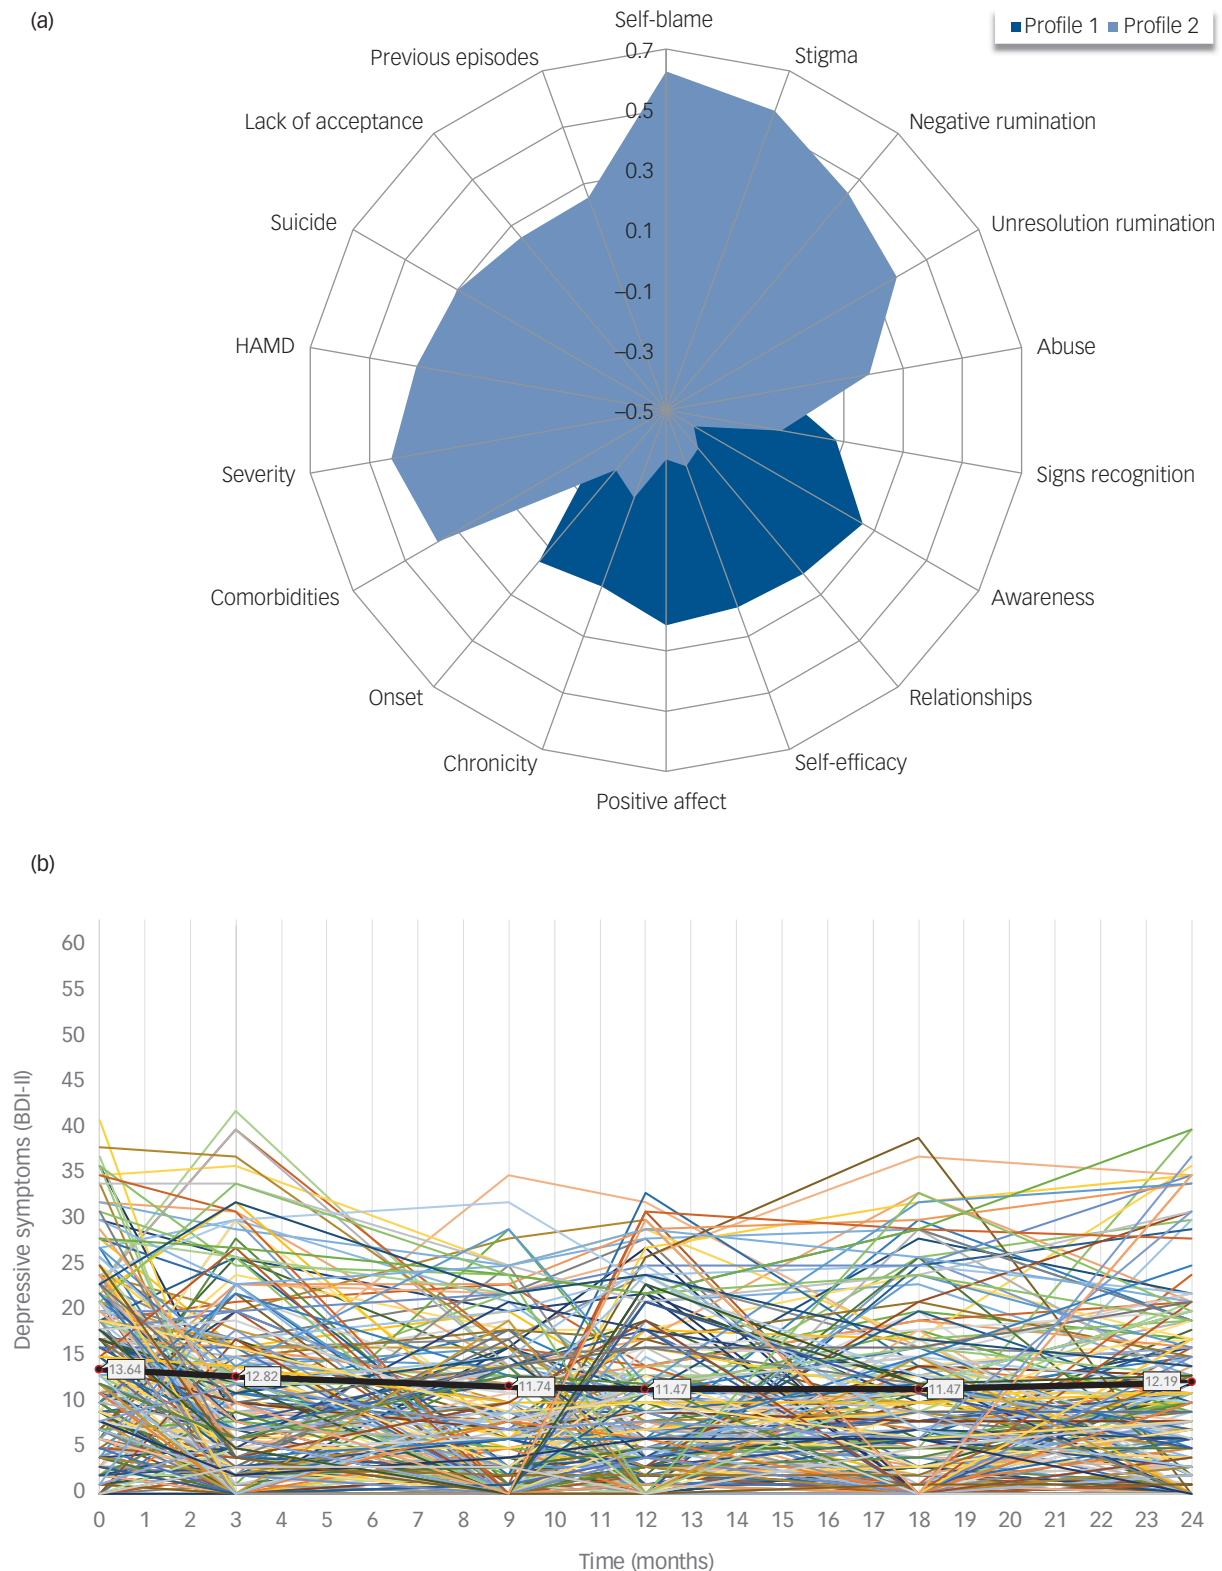 (a)
Profile 1 Profile 2
Self-blame
Stigma
Negative rumination
Unresolution rumination
Abuse
Signs recognition
Awareness
Relationships
Self-efficacy
Positive affect
Chronicity
Onset
Comorbidities
Severity
HAMD
Suicide
Lack of acceptance
Previous episodes
0.7
0.5
0.3
0.1
–0.1
–0.3
–0.5
(b)
Depressive symptoms (BDI-II)
60
55
50
45
40
35
30
25
20
15
10
5
0
13.64
12.82
11.74
11.47
11.47
12.19
0 1 2 3 4 5 6 7 8 9 10 11 12 13 14 15 16 17 18 19 20 21 22 23 24
Time (months)